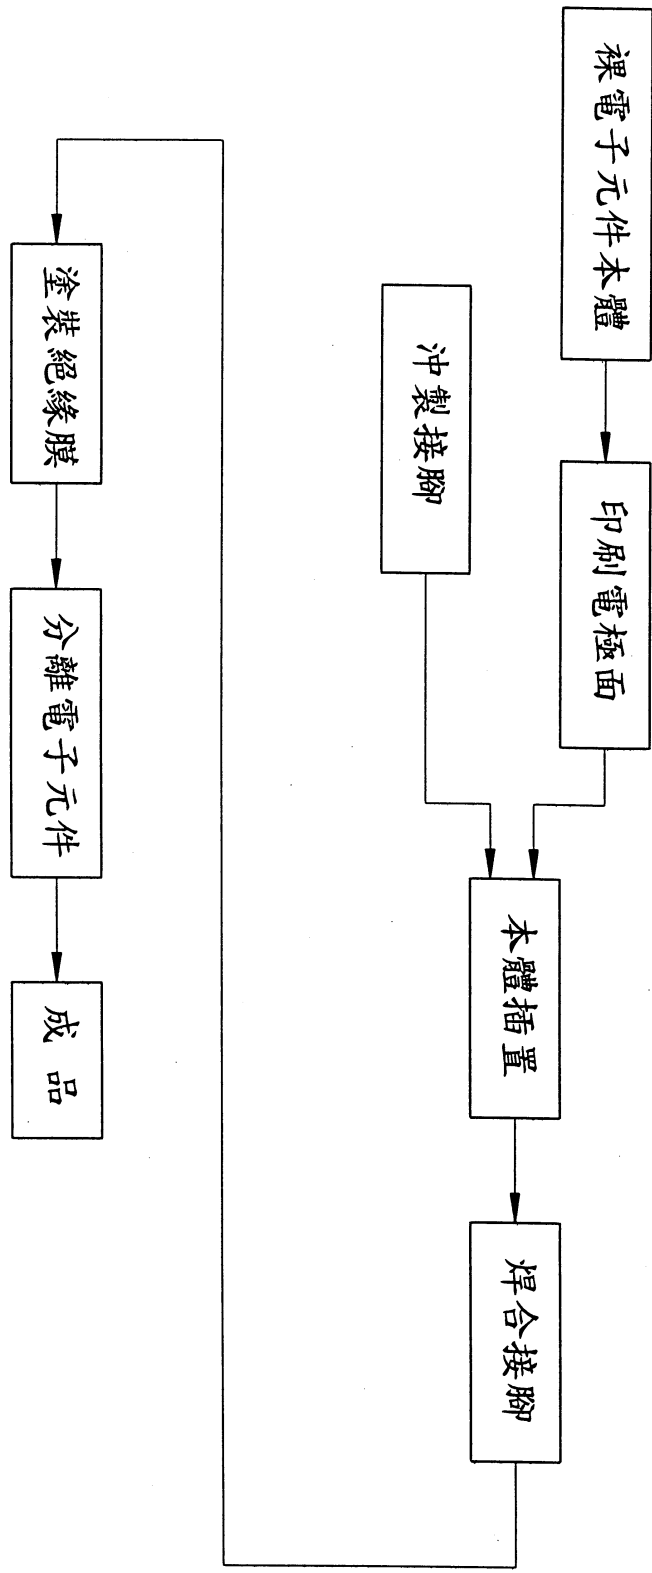 裸電子元件本體
印刷電極面
沖製接腳
本體插置
焊合接腳
塗裝絕緣膜
分離電子元件
成品